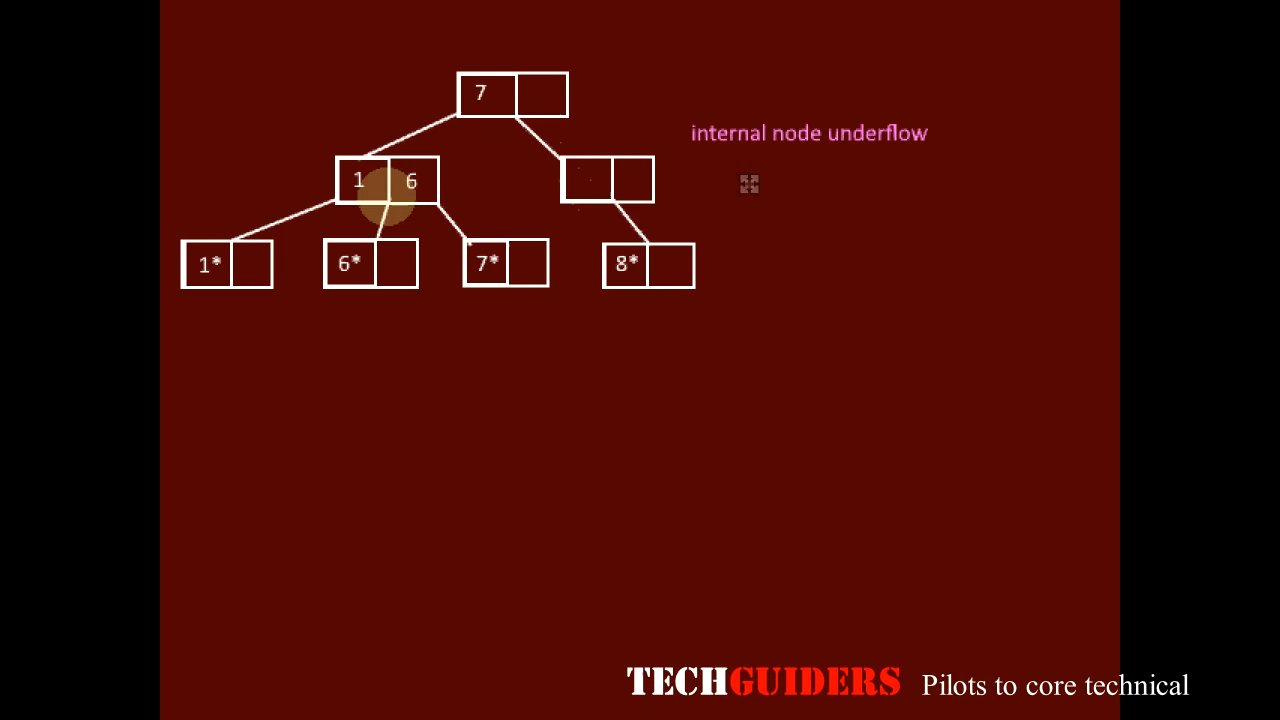 7
internal node underflow
1 6
1* 6* 7* 8*
TECHGUIDERS Pilots to core technical